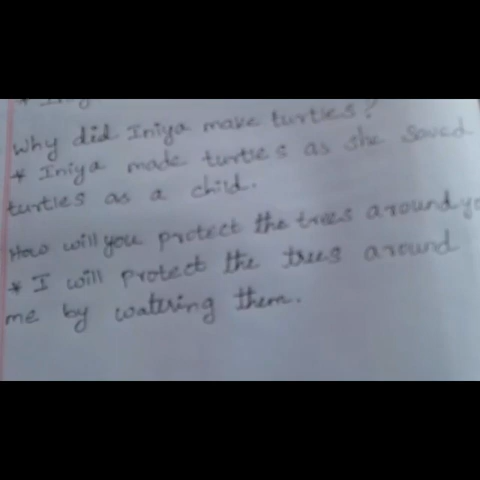 Why did Iniya make turtles?
* Iniya made turtles as she saved
turtles as a child.
How will you protect the trees around
* I will protect the trees around
me by watering them.